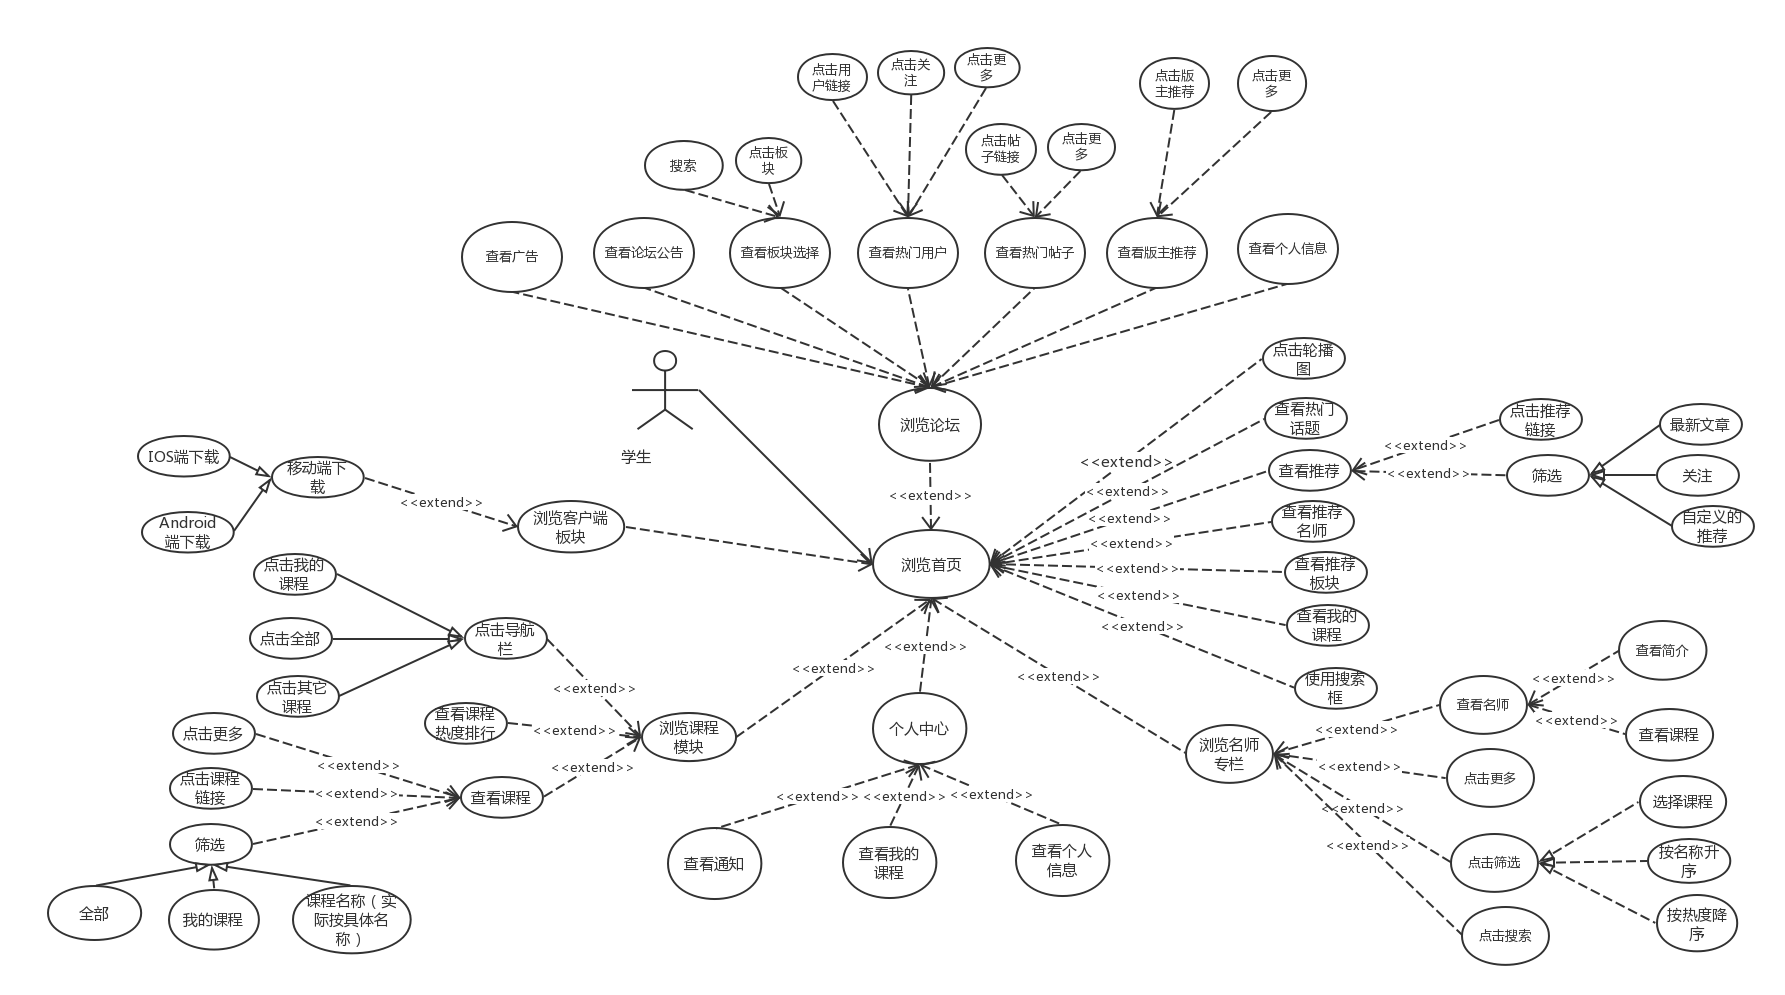 点击用
户链接
点击关
注
点击更
多
点击版
主推荐
点击更
多
搜索
点击板
块
点击帖
子链接
点击更
多
查看广告
查看论坛公告
查看板块选择
查看热门用户
查看热门帖子
查看版主推荐
查看个人信息
学生
浏览论坛
<<extend>>
浏览首页
IOS端下载
Android
端下载
移动端下
载
<<extend>>
浏览客户端
板块
点击轮播
图
查看热门
话题
查看推荐
查看推荐
名师
查看推荐
板块
查看我的
课程
使用搜索
框
<<extend>>
<<extend>>
<<extend>>
<<extend>>
<<extend>>
<<extend>>
<<extend>>
<<extend>>
<<extend>>
点击推荐
链接
筛选
最新文章
关注
自定义的
推荐
点击我的
课程
点击全部
点击其它
课程
点击导航
栏
<<extend>>
查看课程
热度排行
<<extend>>
<<extend>>
浏览课程
模块
<<extend>>
点击更多
点击课程
链接
筛选
<<extend>>
<<extend>>
<<extend>>
查看课程
全部
我的课程
课程名称（实
际按具体名
称）
<<extend>>
个人中心
<<extend>>
<<extend>>
<<extend>>
查看通知
查看我的
课程
查看个人
信息
<<extend>>
浏览名师
专栏
<<extend>>
<<extend>>
<<extend>>
<<extend>>
查看名师
点击更多
点击筛选
点击搜索
<<extend>>
<<extend>>
查看简介
查看课程
选择课程
按名称升
序
按热度降
序